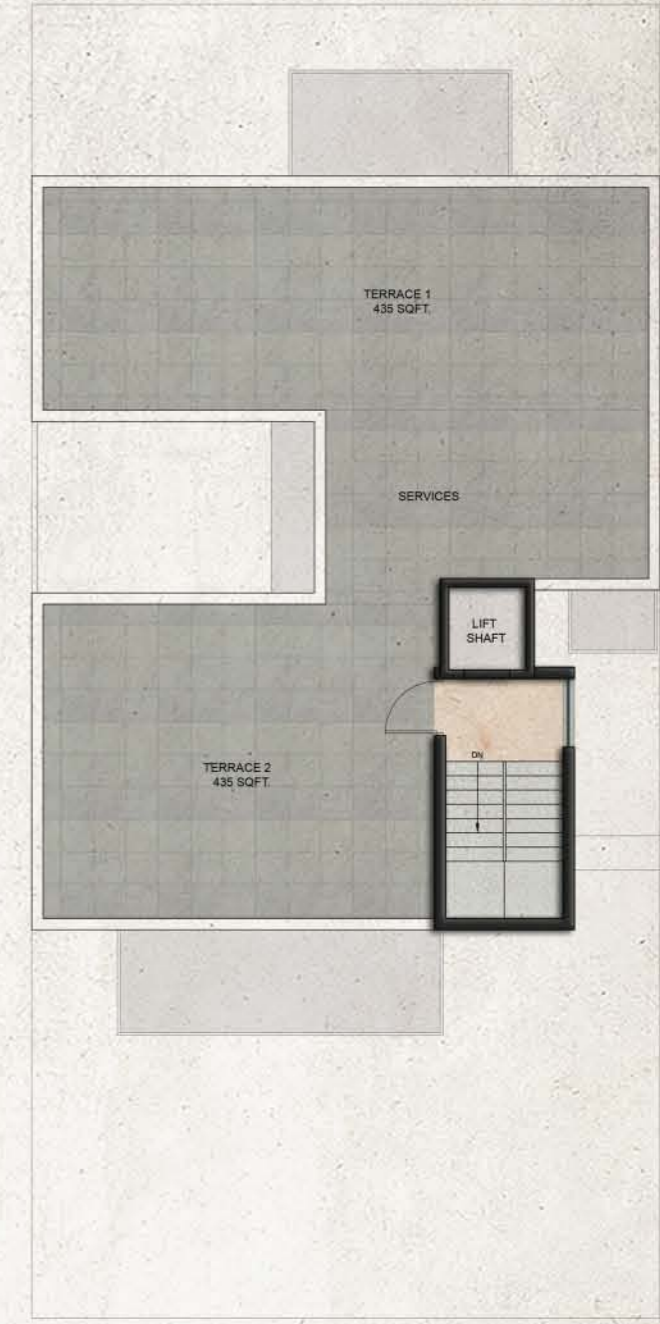 TERRACE 1
435 SQFT.
SERVICES
LIFT
SHAFT
DN
TERRACE 2
435 SQFT.